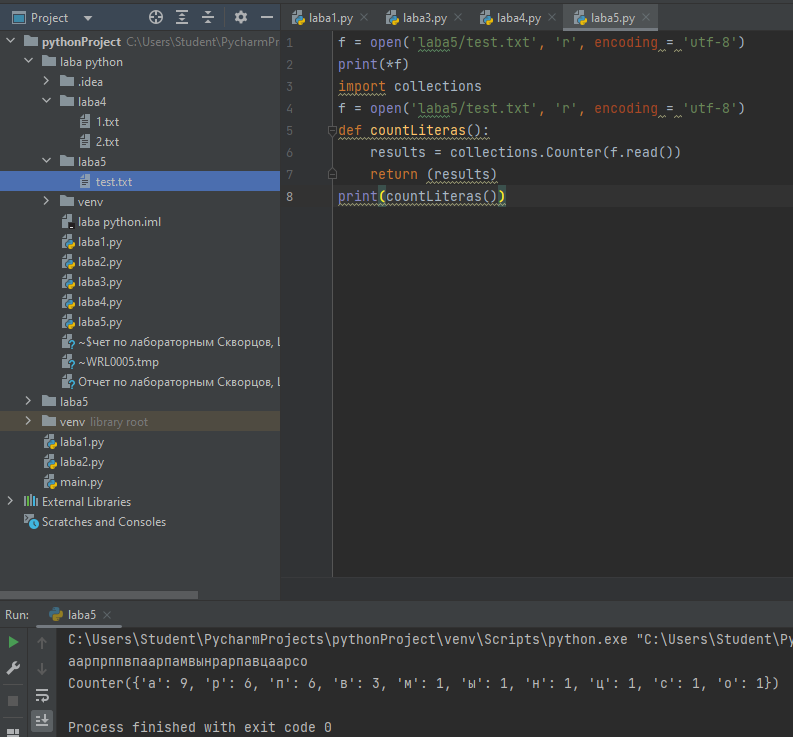 Project
pythonProject C:\Users\Student\PycharmPr
laba python
.idea
laba4
1.txt
2.txt
laba5
test.txt
venv
laba python.iml
laba1.py
laba2.py
laba3.py
laba4.py
laba5.py
~$чет по лабораторным Скворцов,
~WRL0005.tmp
Отчет по лабораторным Скворцов,
laba5
venv library root
laba1.py
laba2.py
main.py
External Libraries
Scratches and Consoles
laba1.py laba3.py laba4.py laba5.py
1 f = open('laba5/test.txt', 'r', encoding = 'utf-8')
2 print(*f)
3 import collections
4 f = open('laba5/test.txt', 'r', encoding = 'utf-8')
5 def countLiteras():
6 results = collections.Counter(f.read())
7 return (results)
8 print(countLiteras())
Run: laba5
C:\Users\Student\PycharmProjects\pythonProject\venv\Scripts\python.exe "C:\Users\Student\Py
аарпрппвпаарпамвынрарпавцаарсо
Counter({'а': 9, 'р': 6, 'п': 6, 'в': 3, 'м': 1, 'ы': 1, 'н': 1, 'ц': 1, 'с': 1, 'о': 1})
Process finished with exit code 0